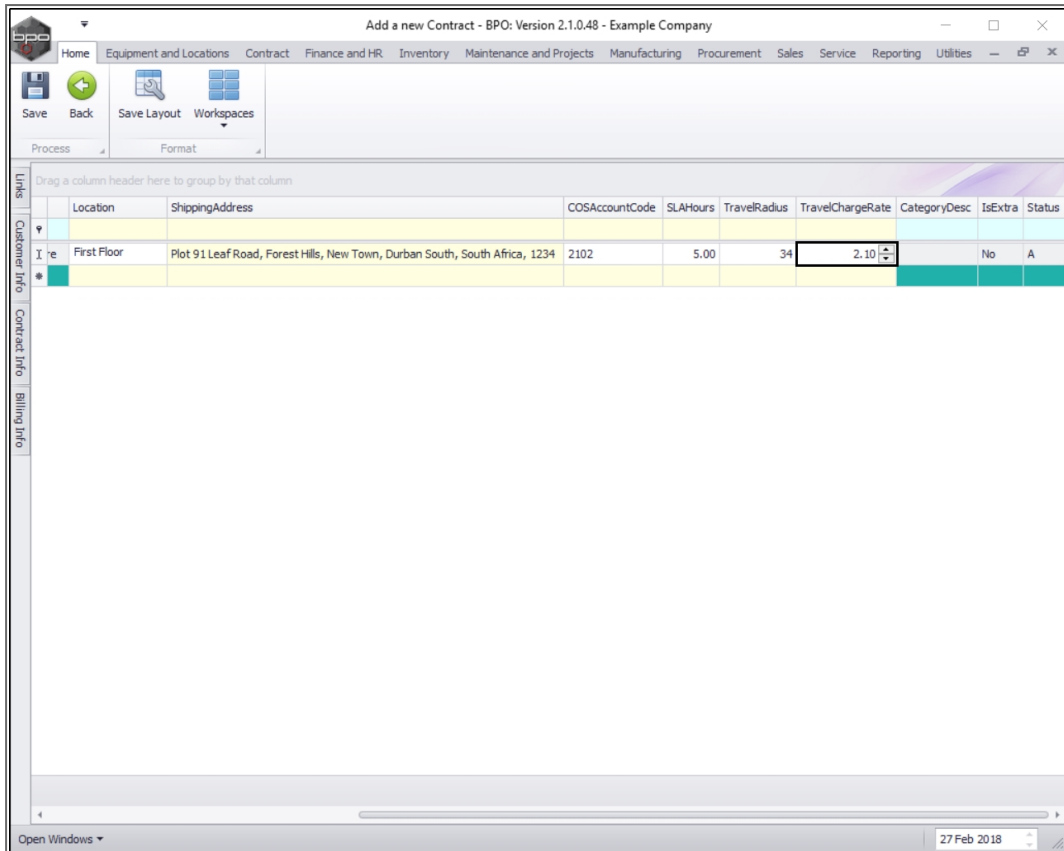 Add a new Contract - BPO: Version 2.1.0.48 - Example Company
bpo
Home Equipment and Locations Contract Finance and HR Inventory Maintenance and Projects Manufacturing Procurement Sales Service Reporting Utilities
Save Back Save Layout Workspaces
Process Format
Links
Customer Info
Contract Info
Billing Info
Drag a column header here to group by that column
Location ShippingAddress COSAccountCode SLAHours TravelRadius TravelChargeRate CategoryDesc IsExtra Status
re First Floor Plot 91 Leaf Road, Forest Hills, New Town, Durban South, South Africa, 1234 2102 5.00 34 2.10 No A
Open Windows 27 Feb 2018